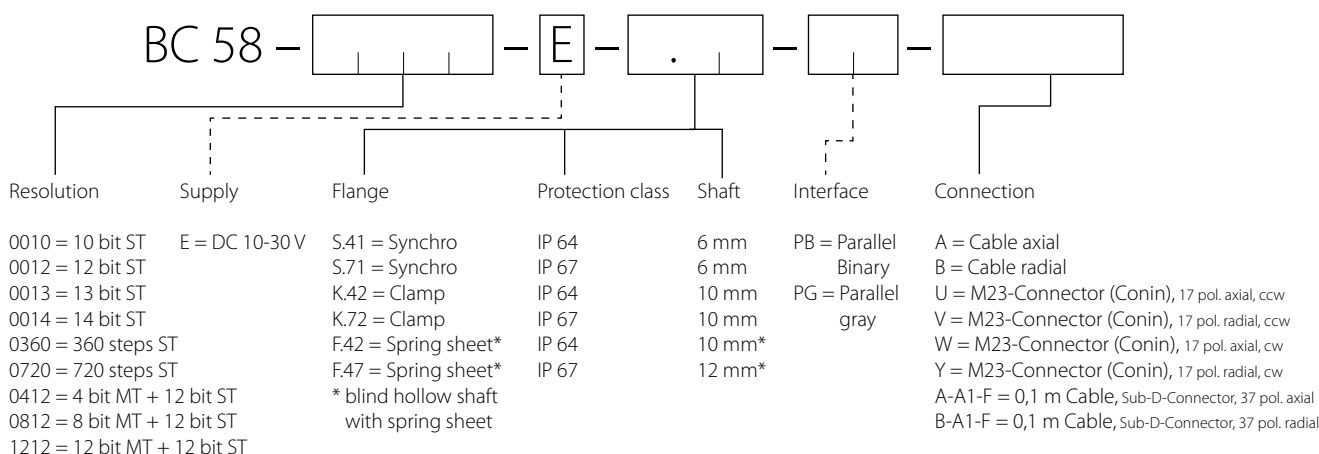 BC 58 – – E – . – –
Resolution Supply Flange Protection class Shaft Interface Connection
0010 = 10 bit ST E = DC 10-30 V S.41 = Synchro IP 64 6 mm PB = Parallel A = Cable axial
0012 = 12 bit ST S.71 = Synchro IP 67 6 mm Binary B = Cable radial
0013 = 13 bit ST K.42 = Clamp IP 64 10 mm PG = Parallel U = M23-Connector (Conin), 17 pol. axial, ccw
0014 = 14 bit ST K.72 = Clamp IP 67 10 mm gray V = M23-Connector (Conin), 17 pol. radial, ccw
0360 = 360 steps ST F.42 = Spring sheet* IP 64 10 mm* W = M23-Connector (Conin), 17 pol. axial, cw
0720 = 720 steps ST F.47 = Spring sheet* IP 67 12 mm* Y = M23-Connector (Conin), 17 pol. radial, cw
0412 = 4 bit MT + 12 bit ST * blind hollow shaft A-A1-F = 0,1 m Cable, Sub-D-Connector, 37 pol. axial
0812 = 8 bit MT + 12 bit ST with spring sheet B-A1-F = 0,1 m Cable, Sub-D-Connector, 37 pol. radial
1212 = 12 bit MT + 12 bit ST